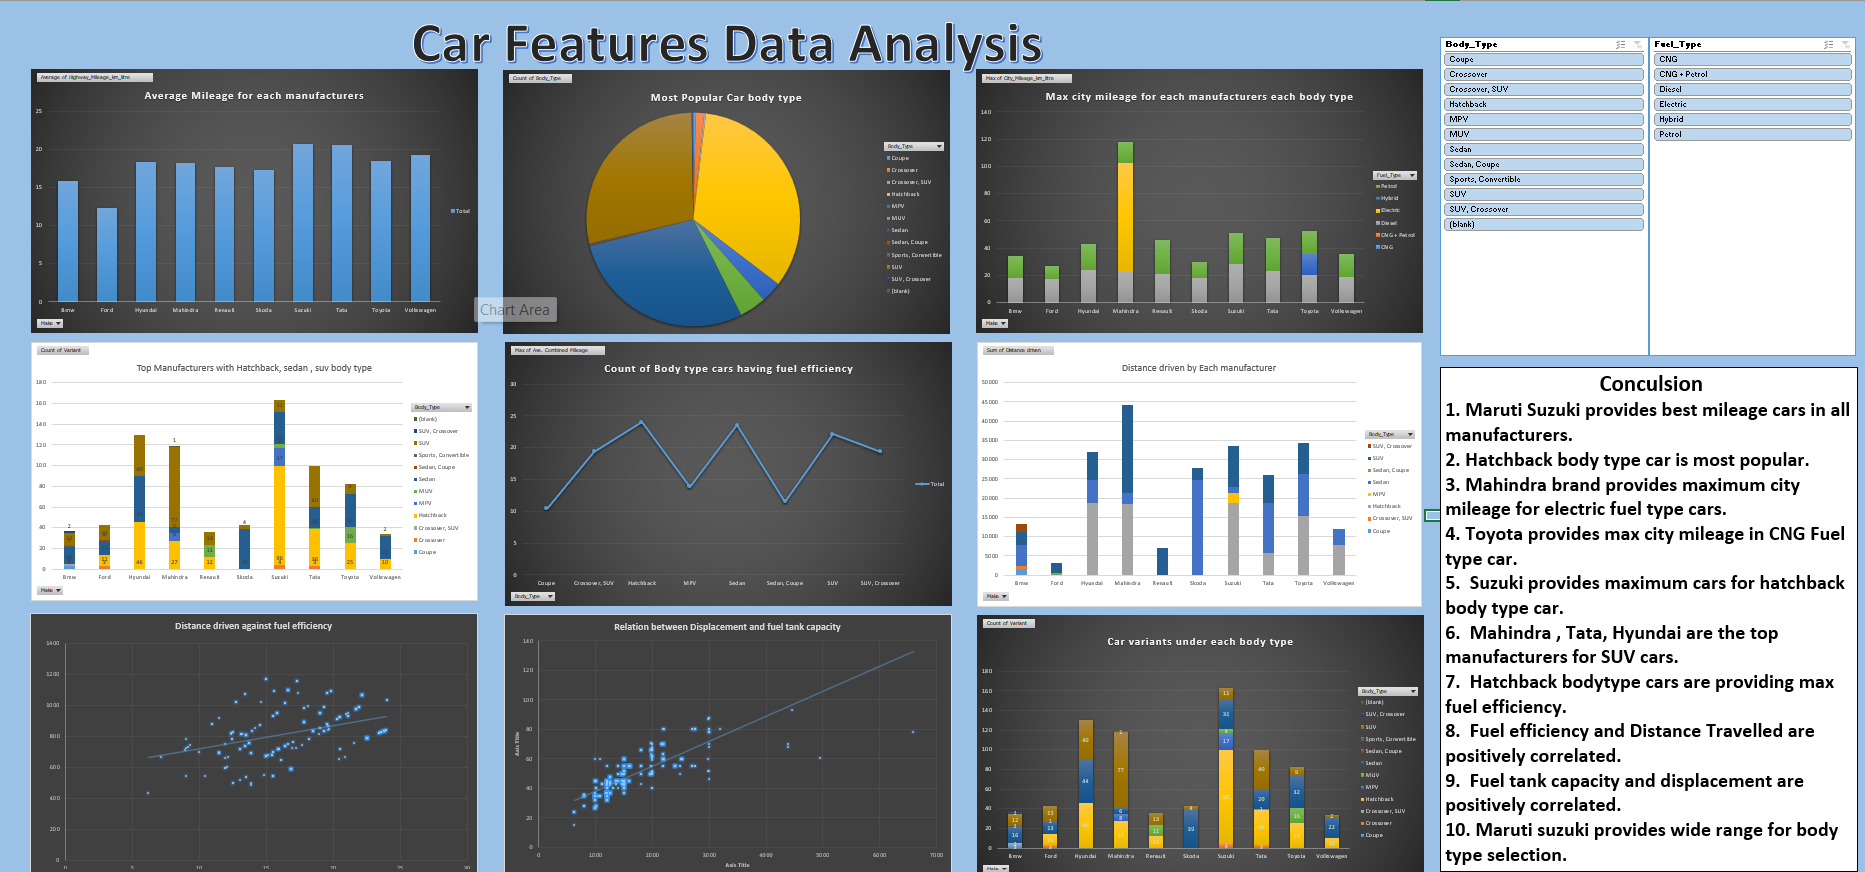 Car Features Data Analysis
Average of Highway_Mileage_km_litre
Average Mileage for each manufacturers
25
20
15
10
5
0
Bmw Ford Hyundai Mahindra Renault Skoda Suzuki Tata Toyota Volkswagen
Total
Make
Count of Body_Type
Most Popular Car body type
Body_Type
Coupe
Crossover
Crossover, SUV
Hatchback
MPV
MUV
Sedan
Sedan, Coupe
Sports, Convertible
SUV
SUV, Crossover
(blank)
Chart Area
Max of City_Mileage_km_litre
Max city mileage for each manufacturers each body type
140
120
100
80
60
40
20
0
Bmw Ford Hyundai Mahindra Renault Skoda Suzuki Tata Toyota Volkswagen
Fuel_Type
Petrol
Hybrid
Electric
Diesel
CNG + Petrol
CNG
Make
Body_Type
Coupe
Crossover
Crossover, SUV
Hatchback
MPV
MUV
Sedan
Sedan, Coupe
Sports, Convertible
SUV
SUV, Crossover
(blank)
Fuel_Type
CNG
CNG + Petrol
Diesel
Electric
Hybrid
Petrol
Count of Variant
Top Manufacturers with Hatchback, sedan , suv body type
180
160
140
120
100
80
60
40
20
0
Bmw Ford Hyundai Mahindra Renault Skoda Suzuki Tata Toyota Volkswagen
Body_Type
(blank)
SUV, Crossover
SUV
Sports, Convertible
Sedan, Coupe
Sedan
MUV
MPV
Hatchback
Crossover, SUV
Crossover
Coupe
Make
Max of Ave. Combined Mileage
Count of Body type cars having fuel efficiency
30
25
20
15
10
5
0
Coupe Crossover, SUV Hatchback MPV Sedan Sedan, Coupe SUV SUV, Crossover
Total
Body_Type
Sum of Distance driven
Distance driven by Each manufacturer
50000
45000
40000
35000
30000
25000
20000
15000
10000
5000
0
Bmw Ford Hyundai Mahindra Renault Skoda Suzuki Tata Toyota Volkswagen
Body_Type
SUV, Crossover
SUV
Sedan, Coupe
Sedan
MPV
Hatchback
Crossover, SUV
Coupe
Make
Conculsion
1. Maruti Suzuki provides best mileage cars in all
manufacturers.
2. Hatchback body type car is most popular.
3. Mahindra brand provides maximum city
mileage for electric fuel type cars.
4. Toyota provides max city mileage in CNG Fuel
type car.
5. Suzuki provides maximum cars for hatchback
body type car.
6. Mahindra , Tata, Hyundai are the top
manufacturers for SUV cars.
7. Hatchback bodytype cars are providing max
fuel efficiency.
8. Fuel efficiency and Distance Travelled are
positively correlated.
9. Fuel tank capacity and displacement are
positively correlated.
10. Maruti suzuki provides wide range for body
type selection.
Distance driven against fuel efficiency
1400
1200
1000
800
600
400
200
0
0 5 10 15 20 25 30
Relation between Displacement and fuel tank capacity
140
120
100
80
60
40
20
0
0 1000 2000 3000 4000 5000 6000 7000
Axis Title
Axis Title
Count of Variant
Car variants under each body type
180
160
140
120
100
80
60
40
20
0
Bmw Ford Hyundai Mahindra Renault Skoda Suzuki Tata Toyota Volkswagen
Body_Type
(blank)
SUV, Crossover
SUV
Sports, Convertible
Sedan, Coupe
Sedan
MUV
MPV
Hatchback
Crossover, SUV
Crossover
Coupe
Make